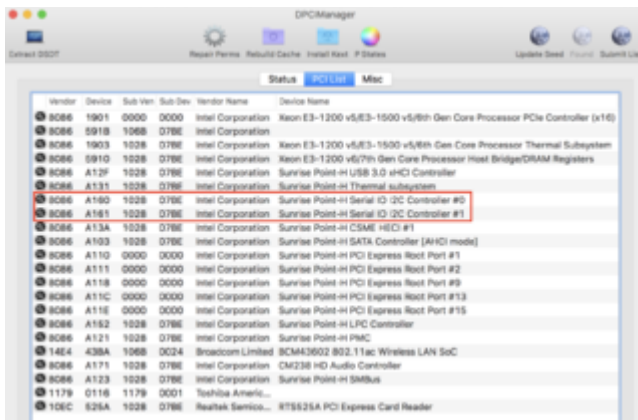 DPCIManager
Extract DSDT Repair Perms Rebuild Cache Install Kext P States Update Seed Found Submit
Status PCI List Misc
Vendor Device Sub Ven Sub Dev Vendor Name Device Name
8086 1901 0000 0000 Intel Corporation Xeon E3-1200 v5/E3-1500 v5/6th Gen Core Processor PCIe Controller (x16)
8086 591B 106B 07BE Intel Corporation
8086 1903 1028 07BE Intel Corporation Xeon E3-1200 v5/E3-1500 v5/6th Gen Core Processor Thermal Subsystem
8086 5910 1028 07BE Intel Corporation Xeon E3-1200 v6/7th Gen Core Processor Host Bridge/DRAM Registers
8086 A12F 1028 07BE Intel Corporation Sunrise Point-H USB 3.0 xHCI Controller
8086 A131 1028 07BE Intel Corporation Sunrise Point-H Thermal subsystem
8086 A160 1028 07BE Intel Corporation Sunrise Point-H Serial IO I2C Controller #0
8086 A161 1028 07BE Intel Corporation Sunrise Point-H Serial IO I2C Controller #1
8086 A13A 1028 07BE Intel Corporation Sunrise Point-H CSME HECI #1
8086 A103 1028 07BE Intel Corporation Sunrise Point-H SATA Controller [AHCI mode]
8086 A110 0000 0000 Intel Corporation Sunrise Point-H PCI Express Root Port #1
8086 A111 0000 0000 Intel Corporation Sunrise Point-H PCI Express Root Port #2
8086 A118 0000 0000 Intel Corporation Sunrise Point-H PCI Express Root Port #9
8086 A11C 0000 0000 Intel Corporation Sunrise Point-H PCI Express Root Port #13
8086 A11E 0000 0000 Intel Corporation Sunrise Point-H PCI Express Root Port #15
8086 A152 1028 07BE Intel Corporation Sunrise Point-H LPC Controller
8086 A121 1028 07BE Intel Corporation Sunrise Point-H PMC
14E4 43BA 106B 0024 Broadcom Limited BCM43602 802.11ac Wireless LAN SoC
8086 A171 1028 07BE Intel Corporation CM238 HD Audio Controller
8086 A123 1028 07BE Intel Corporation Sunrise Point-H SMBus
1179 0116 1179 0001 Toshiba Americ...
10EC 525A 1028 07BE Realtek Semico... RTS525A PCI Express Card Reader